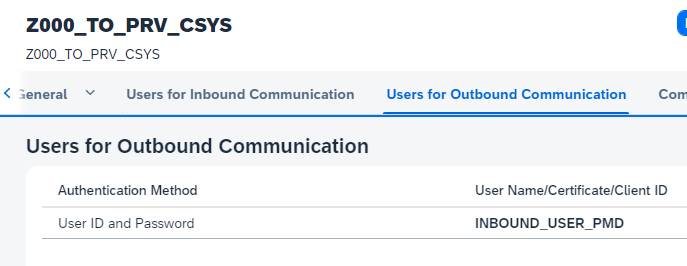 Z000_TO_PRV_CSYS
Z000_TO_PRV_CSYS
General Users for Inbound Communication Users for Outbound Communication
Users for Outbound Communication
Authentication Method User Name/Certificate/Client ID
User ID and Password INBOUND_USER_PMD